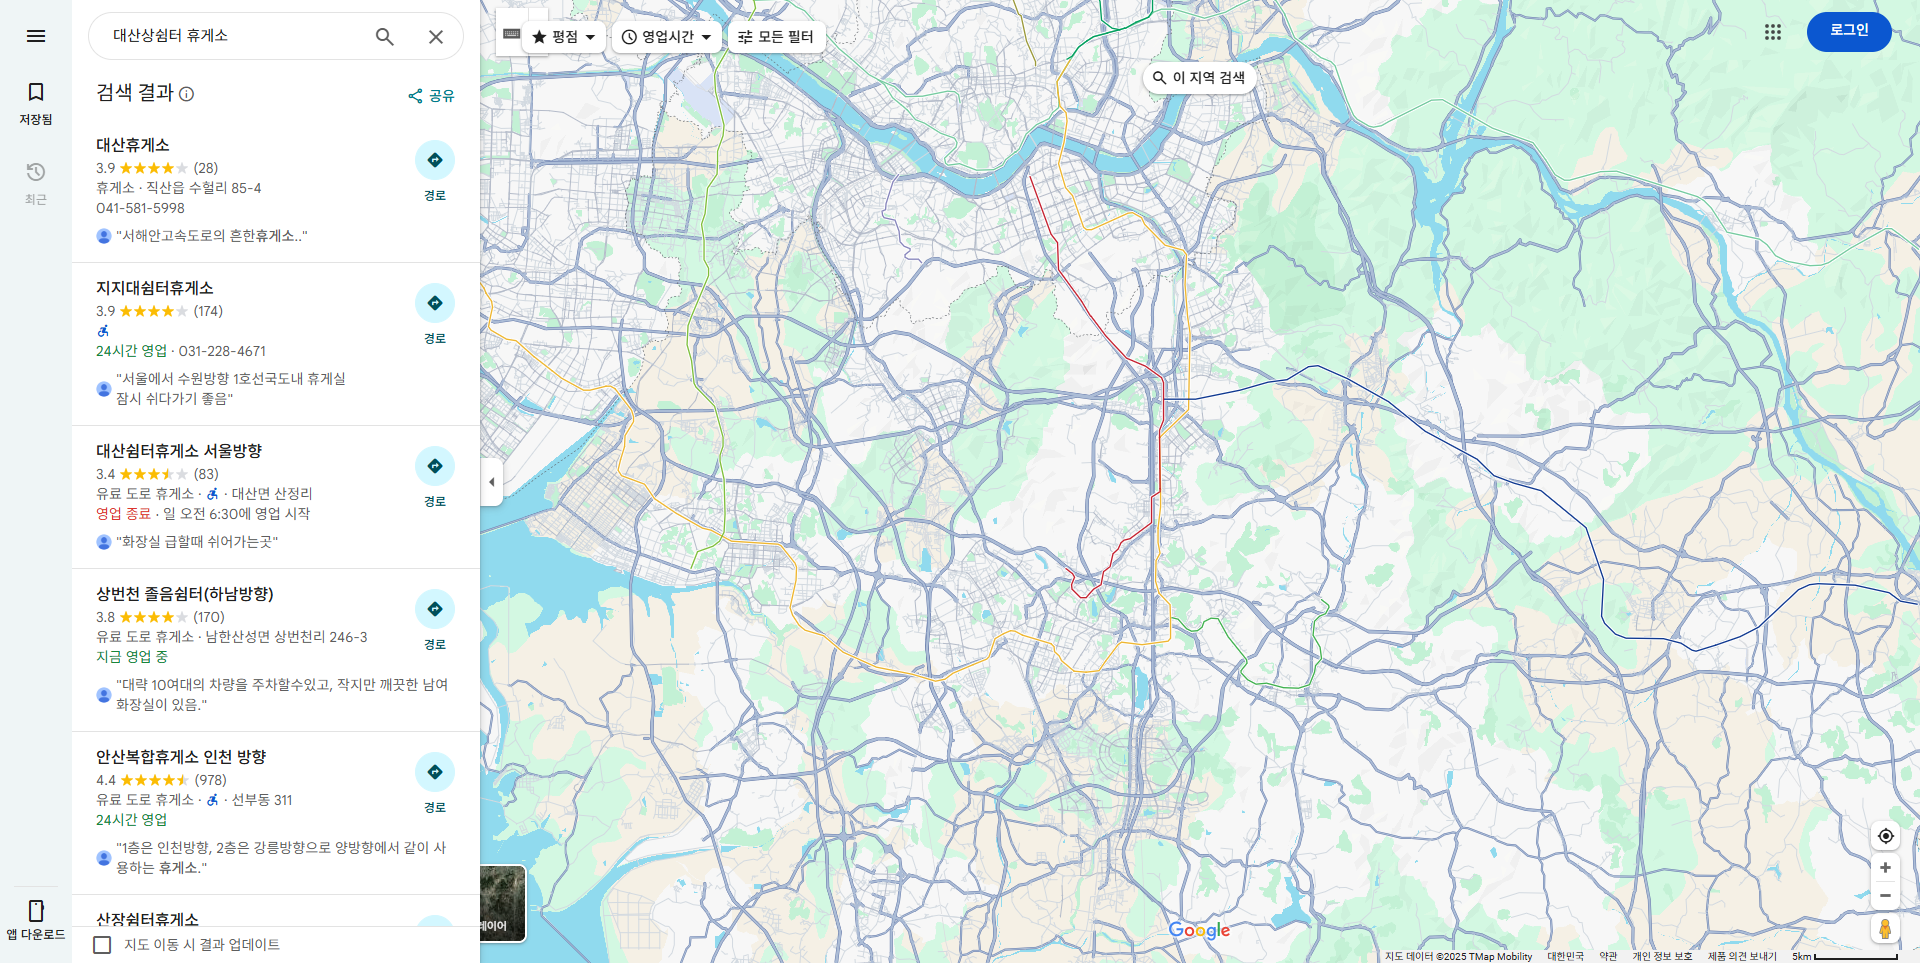 대산상쉼터 휴게소
평점
영업시간
모든 필터
로그인
이 지역 검색
저장됨
최근
앱 다운로드
검색 결과
공유
대산휴게소
3.9 (28)
휴게소 · 직산읍 수헐리 85-4
041-581-5998
"서해안고속도로의 흔한휴게소.."
경로
지지대쉼터휴게소
3.9 (174)
24시간 영업 · 031-228-4671
"서울에서 수원방향 1호선국도내 휴게실
잠시 쉬다가기 좋음"
경로
대산쉼터휴게소 서울방향
3.4 (83)
유료 도로 휴게소 · · 대산면 산정리
영업 종료 · 일 오전 6:30에 영업 시작
"화장실 급할때 쉬어가는곳"
경로
상번천 졸음쉼터(하남방향)
3.8 (170)
유료 도로 휴게소 · 남한산성면 상번천리 246-3
지금 영업 중
"대략 10여대의 차량을 주차할수있고, 작지만 깨끗한 남여
화장실이 있음."
경로
안산복합휴게소 인천 방향
4.4 (978)
유료 도로 휴게소 · · 선부동 311
24시간 영업
"1층은 인천방향, 2층은 강릉방향으로 양방향에서 같이 사
용하는 휴게소."
경로
산장쉼터휴게소
지도 이동 시 결과 업데이트
레이어
Google
지도 데이터 ©2025 TMap Mobility 대한민국 약관 개인 정보 보호 제품 의견 보내기 5km